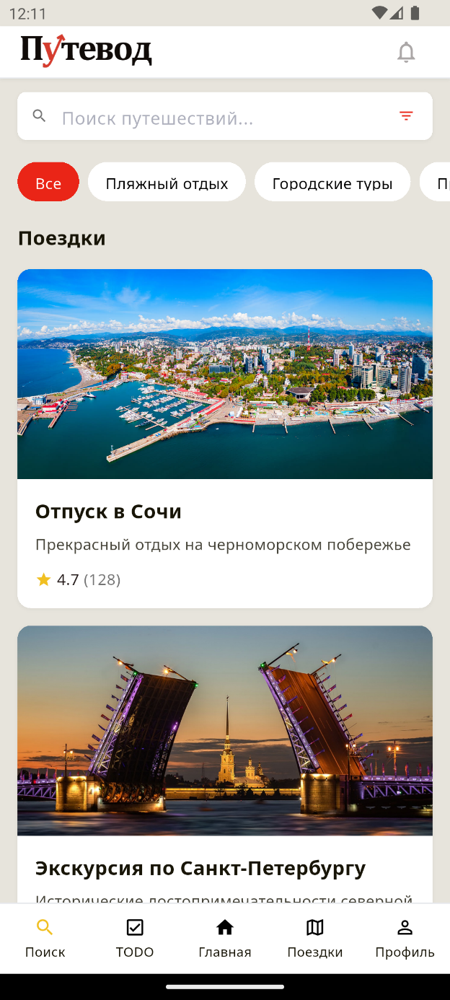 12:11
Путевод
Поиск путешествий...
Все
Пляжный отдых
Городские туры
Поездки
Отпуск в Сочи
Прекрасный отдых на черноморском побережье
4.7 (128)
Экскурсия по Санкт-Петербургу
Исторические достопримечательности северной
Поиск
TODO
Главная
Поездки
Профиль